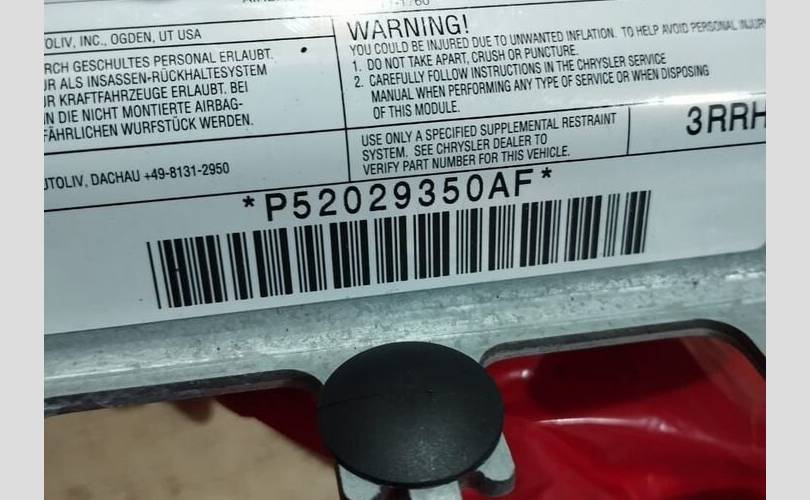 TOLIV, INC., OGDEN, UT USA
RCH GESCHULTES PERSONAL ERLAUBT.
UR ALS INSASSEN-RÜCKHALTESYSTEM
UR KRAFTFAHRZEUGE ERLAUBT. BEI
N DIE NICHT MONTIERTE AIRBAG-
FÄHRLICHEN WURFSTÜCK WERDEN.
UTOLIV, DACHAU +49-8131-2950
WARNING!
YOU COULD BE INJURED DUE TO UNWANTED INFLATION. TO HELP AVOID PERSONAL INJUR
1. DO NOT TAKE APART, CRUSH OR PUNCTURE.
2. CAREFULLY FOLLOW INSTRUCTIONS IN THE CHRYSLER SERVICE
MANUAL WHEN PERFORMING ANY TYPE OF SERVICE OR WHEN DISPOSING
OF THIS MODULE.
USE ONLY A SPECIFIED SUPPLEMENTAL RESTRAINT
SYSTEM. SEE CHRYSLER DEALER TO
VERIFY PART NUMBER FOR THIS VEHICLE.
3RRH
*P52029350AF*